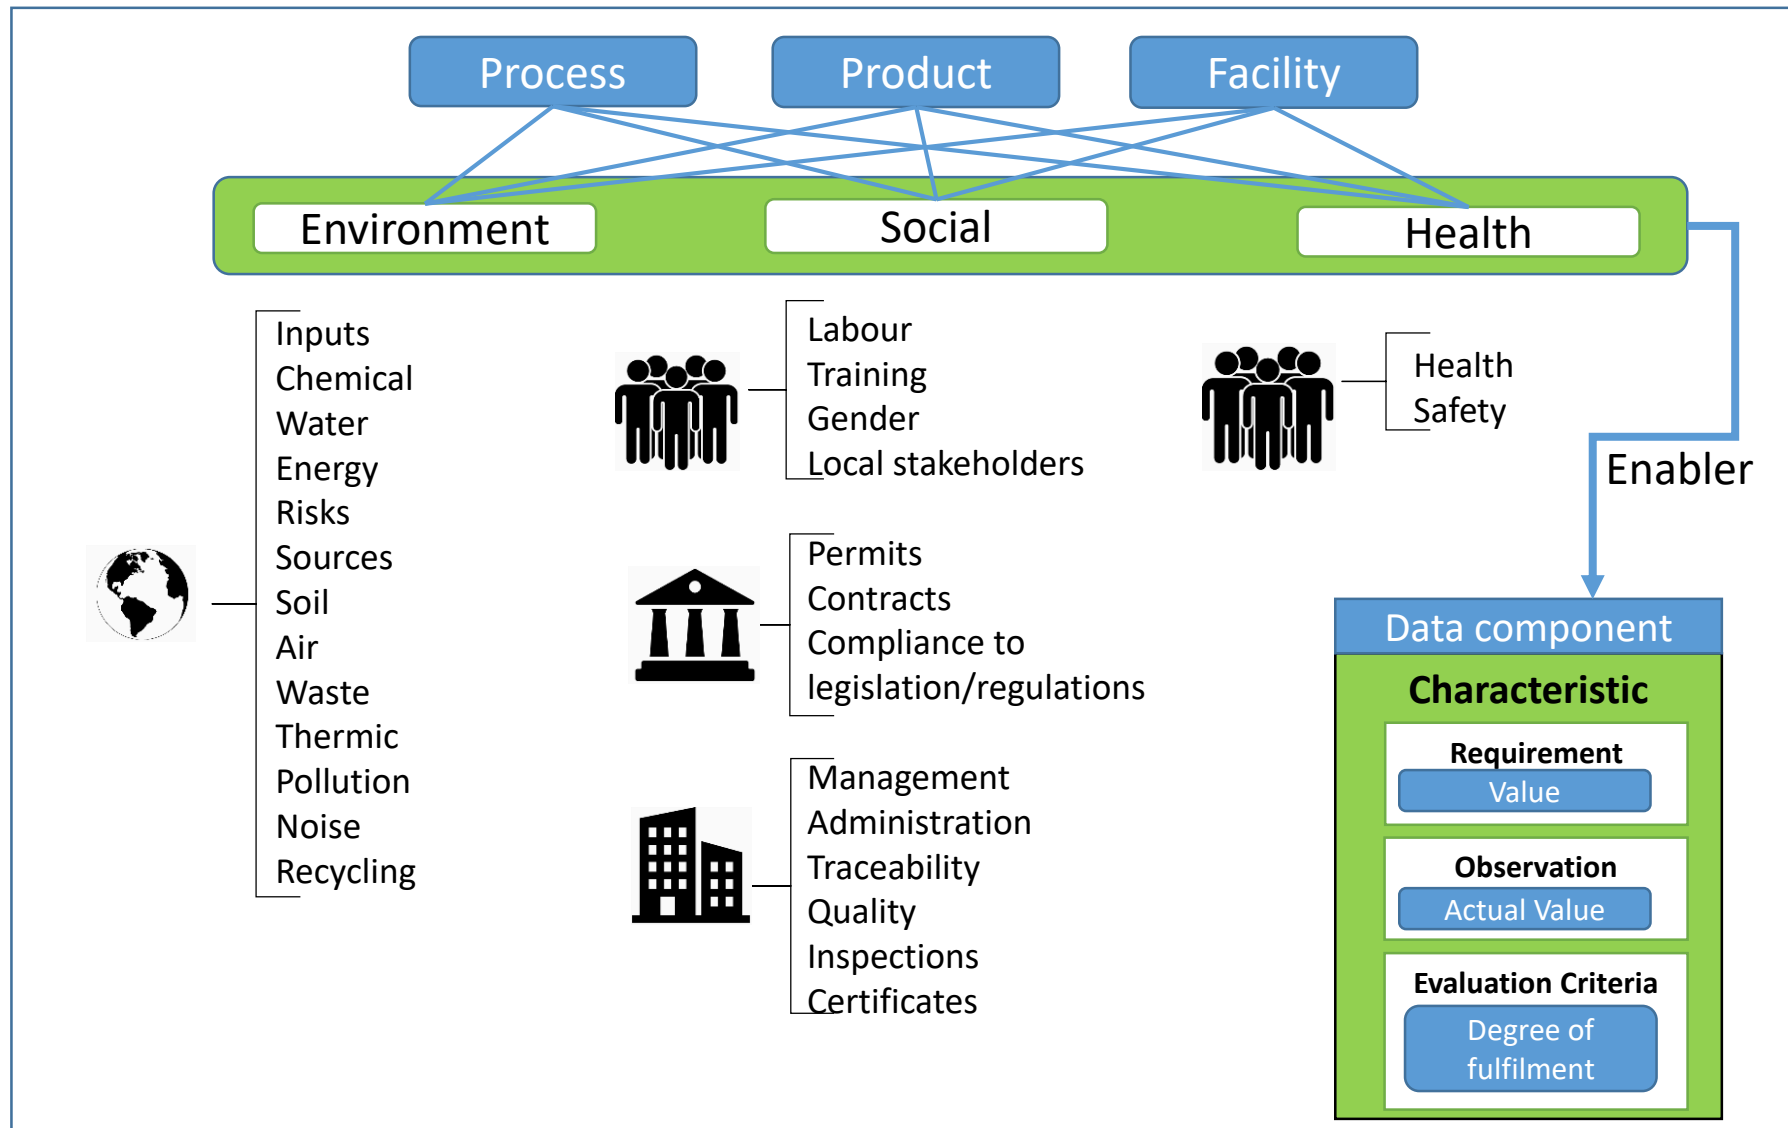 Process
Product
Facility
Environment
Social
Health
Inputs
Chemical
Water
Energy
Risks
Sources
Soil
Air
Waste
Thermic
Pollution
Noise
Recycling
Labour
Training
Gender
Local stakeholders
Permits
Contracts
Compliance to
legislation/regulations
Management
Administration
Traceability
Quality
Inspections
Certificates
Health
Safety
Enabler
Data component
Characteristic
Requirement
Value
Observation
Actual Value
Evaluation Criteria
Degree of
fulfilment